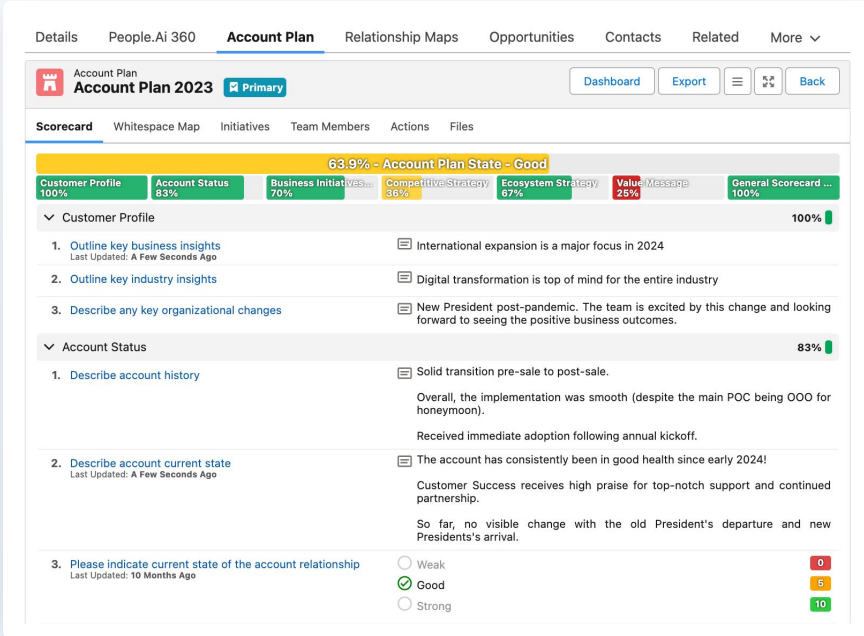 Details People.Ai 360 Account Plan Relationship Maps Opportunities Contacts Related More
Account Plan
Account Plan 2023 Primary
Dashboard Export Back
Scorecard Whitespace Map Initiatives Team Members Actions Files
63.9% - Account Plan State - Good
Customer Profile Account Status Business Initiatives... Competitive Strategy Ecosystem Strategy Value Message General Scorecard ...
100% 83% 70% 36% 67% 25% 100%
Customer Profile 100%
1. Outline key business insights International expansion is a major focus in 2024
Last Updated: A Few Seconds Ago
2. Outline key industry insights Digital transformation is top of mind for the entire industry
3. Describe any key organizational changes New President post-pandemic. The team is excited by this change and looking
forward to seeing the positive business outcomes.
Account Status 83%
1. Describe account history Solid transition pre-sale to post-sale.
Overall, the implementation was smooth (despite the main POC being OOO for
honeymoon).
Received immediate adoption following annual kickoff.
2. Describe account current state The account has consistently been in good health since early 2024!
Last Updated: A Few Seconds Ago
Customer Success receives high praise for top-notch support and continued
partnership.
So far, no visible change with the old President's departure and new
Presidents's arrival.
3. Please indicate current state of the account relationship Weak 0
Last Updated: 10 Months Ago
Good 5
Strong 10